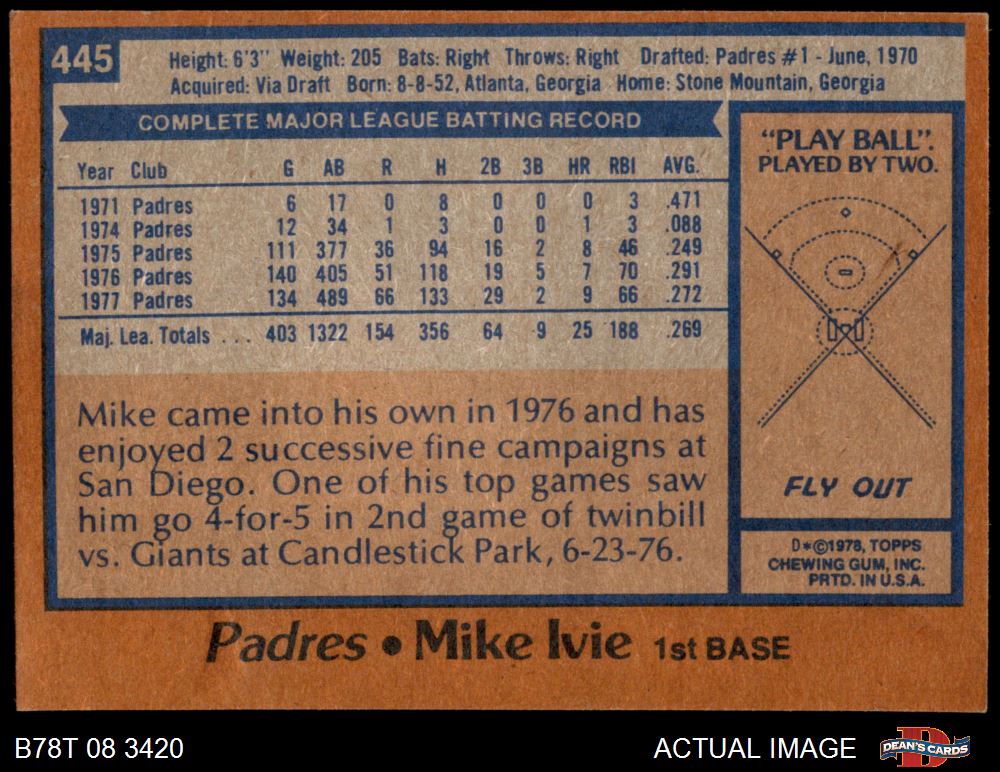 445
Height: 6'3" Weight: 205 Bats: Right Throws: Right Drafted: Padres #1 - June, 1970
Acquired: Via Draft Born: 8-8-52, Atlanta, Georgia Home: Stone Mountain, Georgia
COMPLETE MAJOR LEAGUE BATTING RECORD
Year Club G AB R H 2B 3B HR RBI AVG.
1971 Padres 6 17 0 8 0 0 0 3 .471
1974 Padres 12 34 1 3 0 0 1 3 .088
1975 Padres 111 377 36 94 16 2 8 46 .249
1976 Padres 140 405 51 118 19 5 7 70 .291
1977 Padres 134 489 66 133 29 2 9 66 .272
Maj. Lea. Totals ... 403 1322 154 356 64 9 25 188 .269
Mike came into his own in 1976 and has
enjoyed 2 successive fine campaigns at
San Diego. One of his top games saw
him go 4-for-5 in 2nd game of twinbill
vs. Giants at Candlestick Park, 6-23-76.
"PLAY BALL".
PLAYED BY TWO.
FLY OUT
D*©1978, TOPPS
CHEWING GUM, INC.
PRTD. IN U.S.A.
Padres • Mike Ivie 1st BASE
B78T 08 3420
ACTUAL IMAGE
D
DEAN'S CARDS